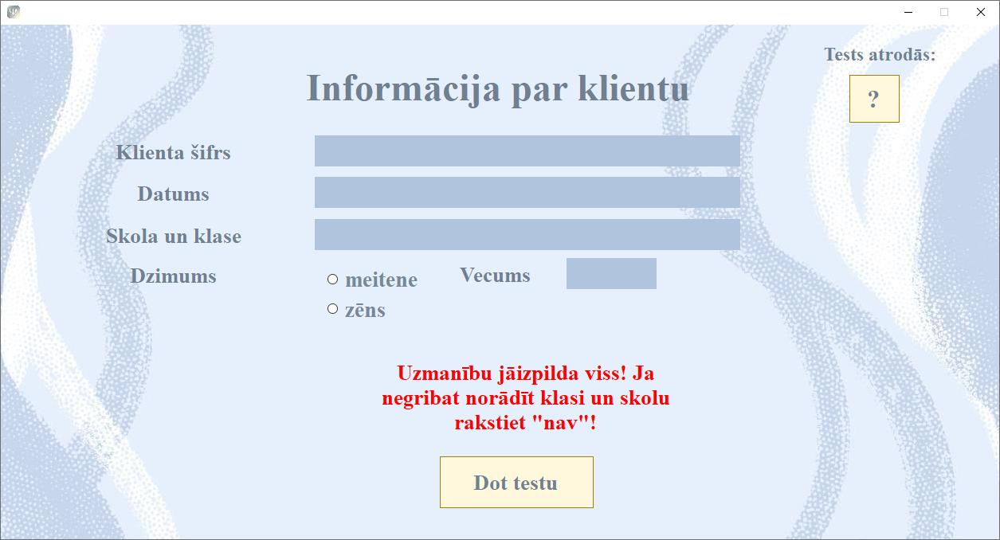 Tests atrodās:
?
Informācija par klientu
Klienta šifrs
Datums
Skola un klase
Dzimums
meitene
Vecums
zēns
Uzmanību jāizpilda viss! Ja
negribat norādīt klasi un skolu
rakstiet "nav"!
Dot testu